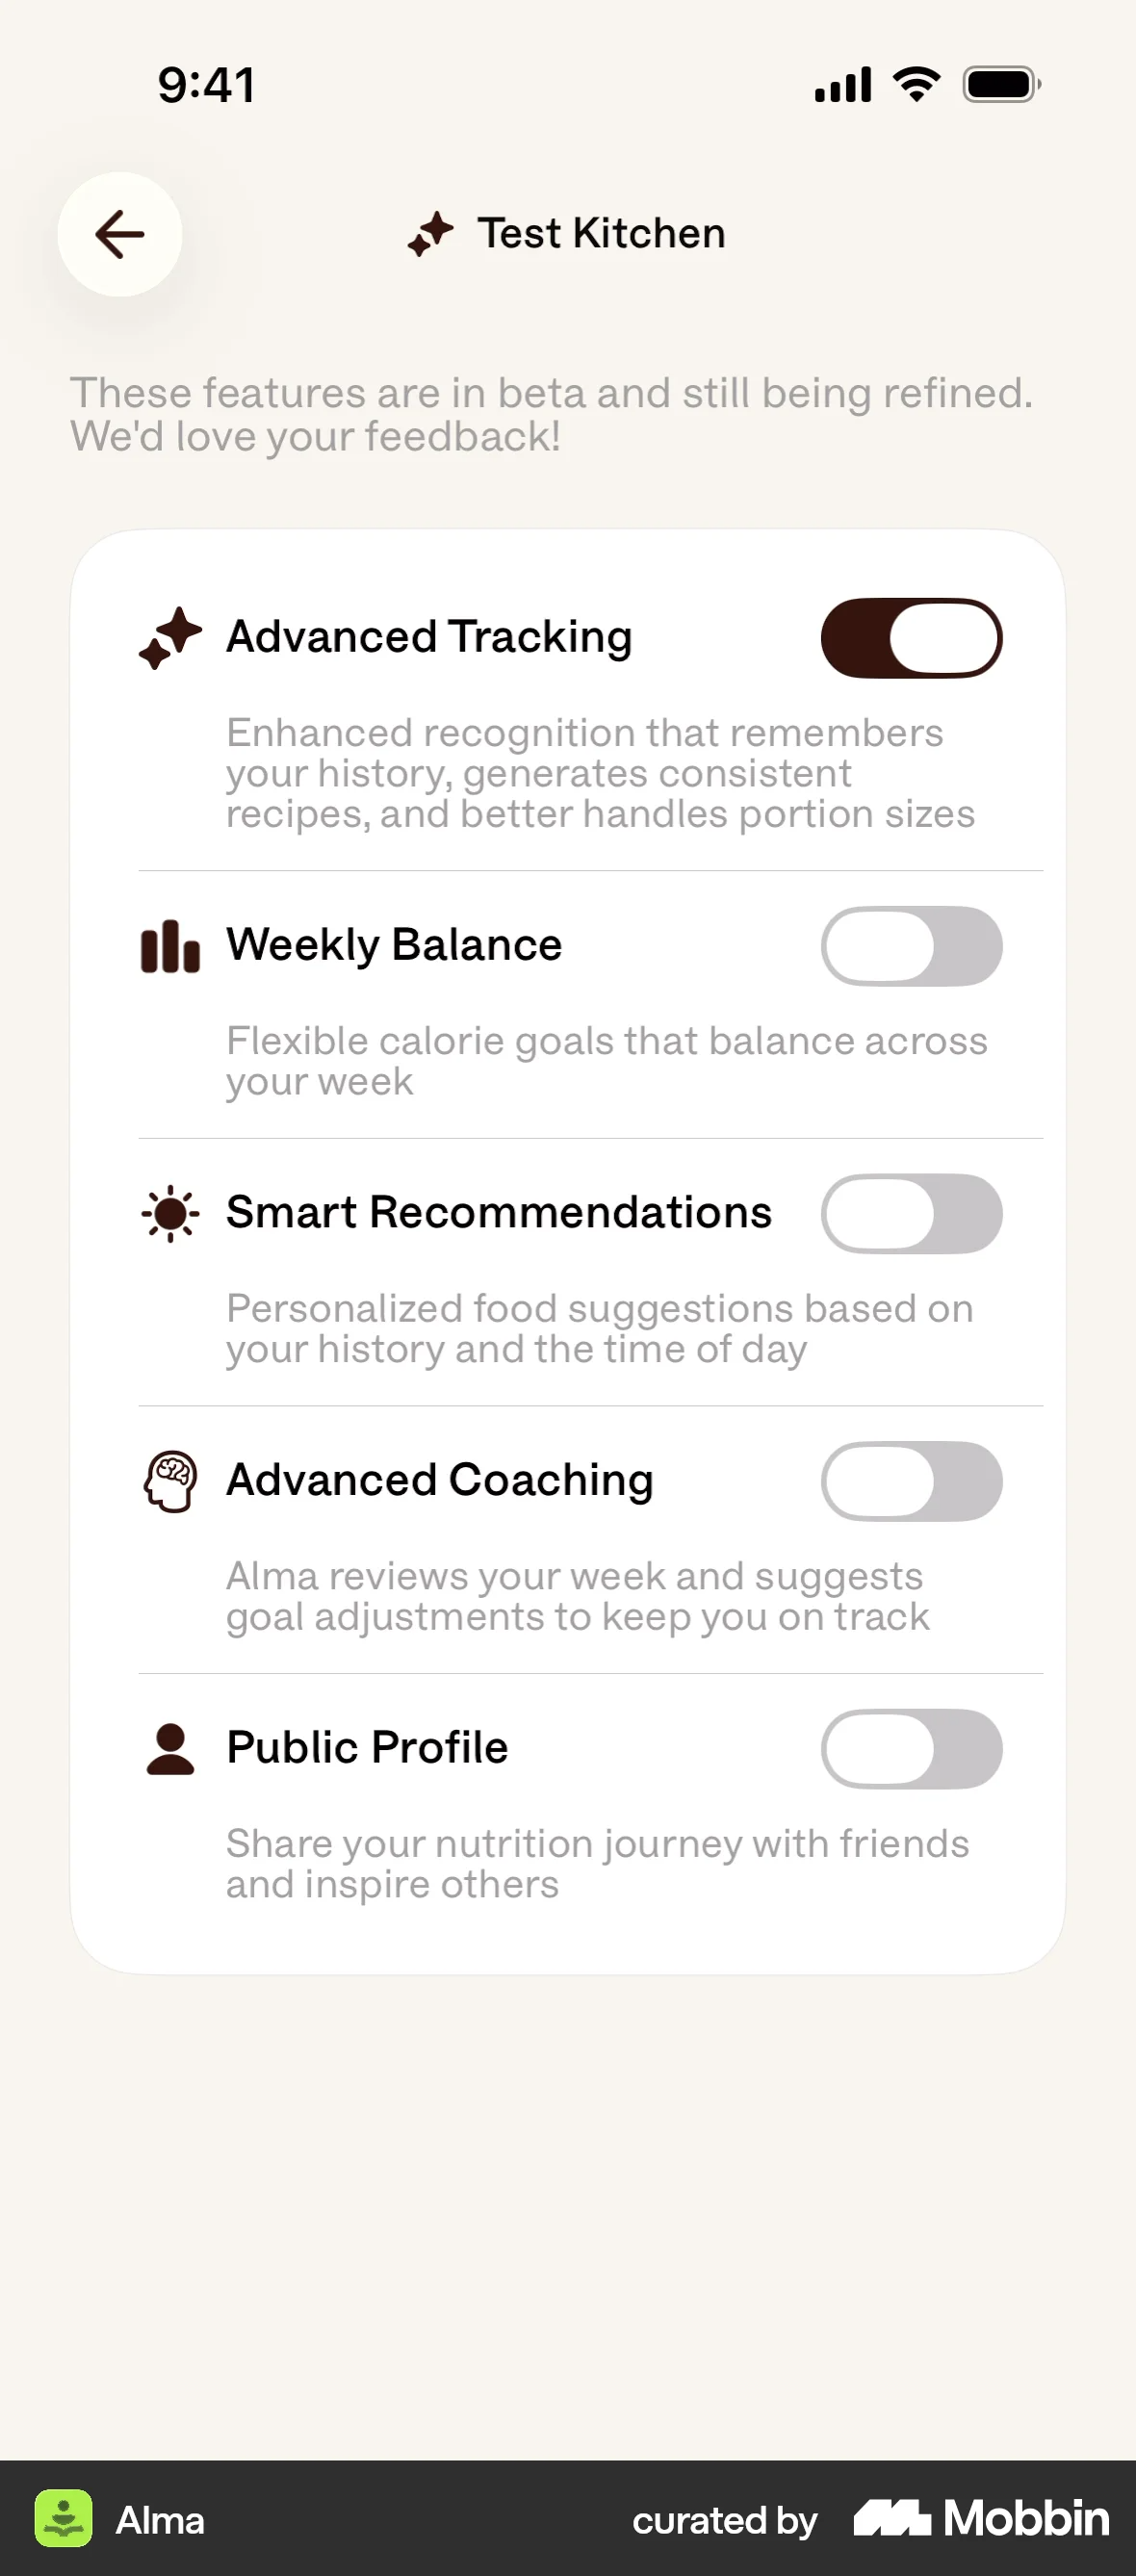 9:41
Test Kitchen
These features are in beta and still being refined.
We'd love your feedback!
Advanced Tracking
Enhanced recognition that remembers
your history, generates consistent
recipes, and better handles portion sizes
Weekly Balance
Flexible calorie goals that balance across
your week
Smart Recommendations
Personalized food suggestions based on
your history and the time of day
Advanced Coaching
Alma reviews your week and suggests
goal adjustments to keep you on track
Public Profile
Share your nutrition journey with friends
and inspire others
Alma
curated by Mobbin